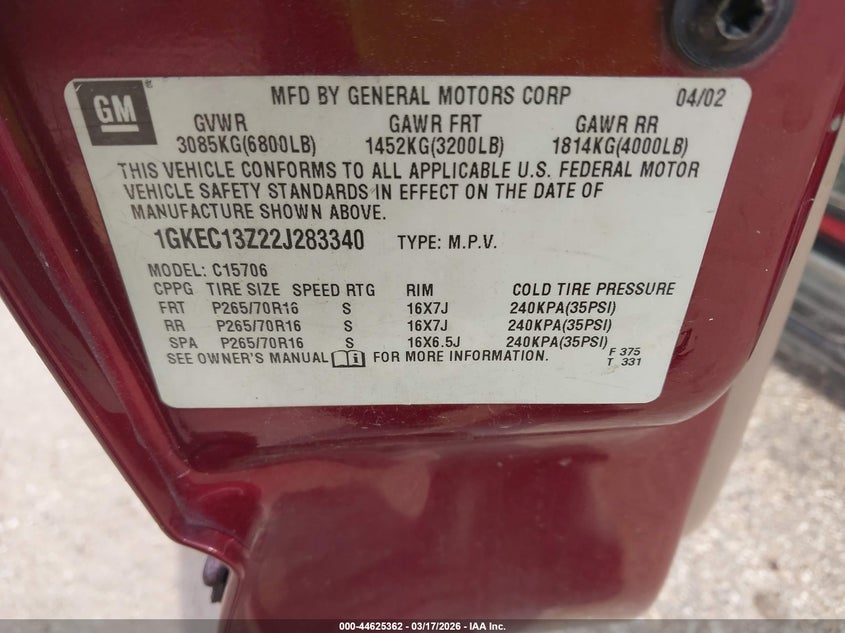 GM
MFD BY GENERAL MOTORS CORP 04/02
GVWR GAWR FRT GAWR RR
3085KG(6800LB) 1452KG(3200LB) 1814KG(4000LB)
THIS VEHICLE CONFORMS TO ALL APPLICABLE U.S. FEDERAL MOTOR
VEHICLE SAFETY STANDARDS IN EFFECT ON THE DATE OF
MANUFACTURE SHOWN ABOVE.
1GKEC13Z22J283340 TYPE: M.P.V.
MODEL: C15706
CPPG TIRE SIZE SPEED RTG RIM COLD TIRE PRESSURE
FRT P265/70R16 S 16X7J 240KPA(35PSI)
RR P265/70R16 S 16X7J 240KPA(35PSI)
SPA P265/70R16 S 16X6.5J 240KPA(35PSI)
SEE OWNER'S MANUAL FOR MORE INFORMATION.
F 375
T 331
000-44625362 - 03/17/2026 - IAA Inc.